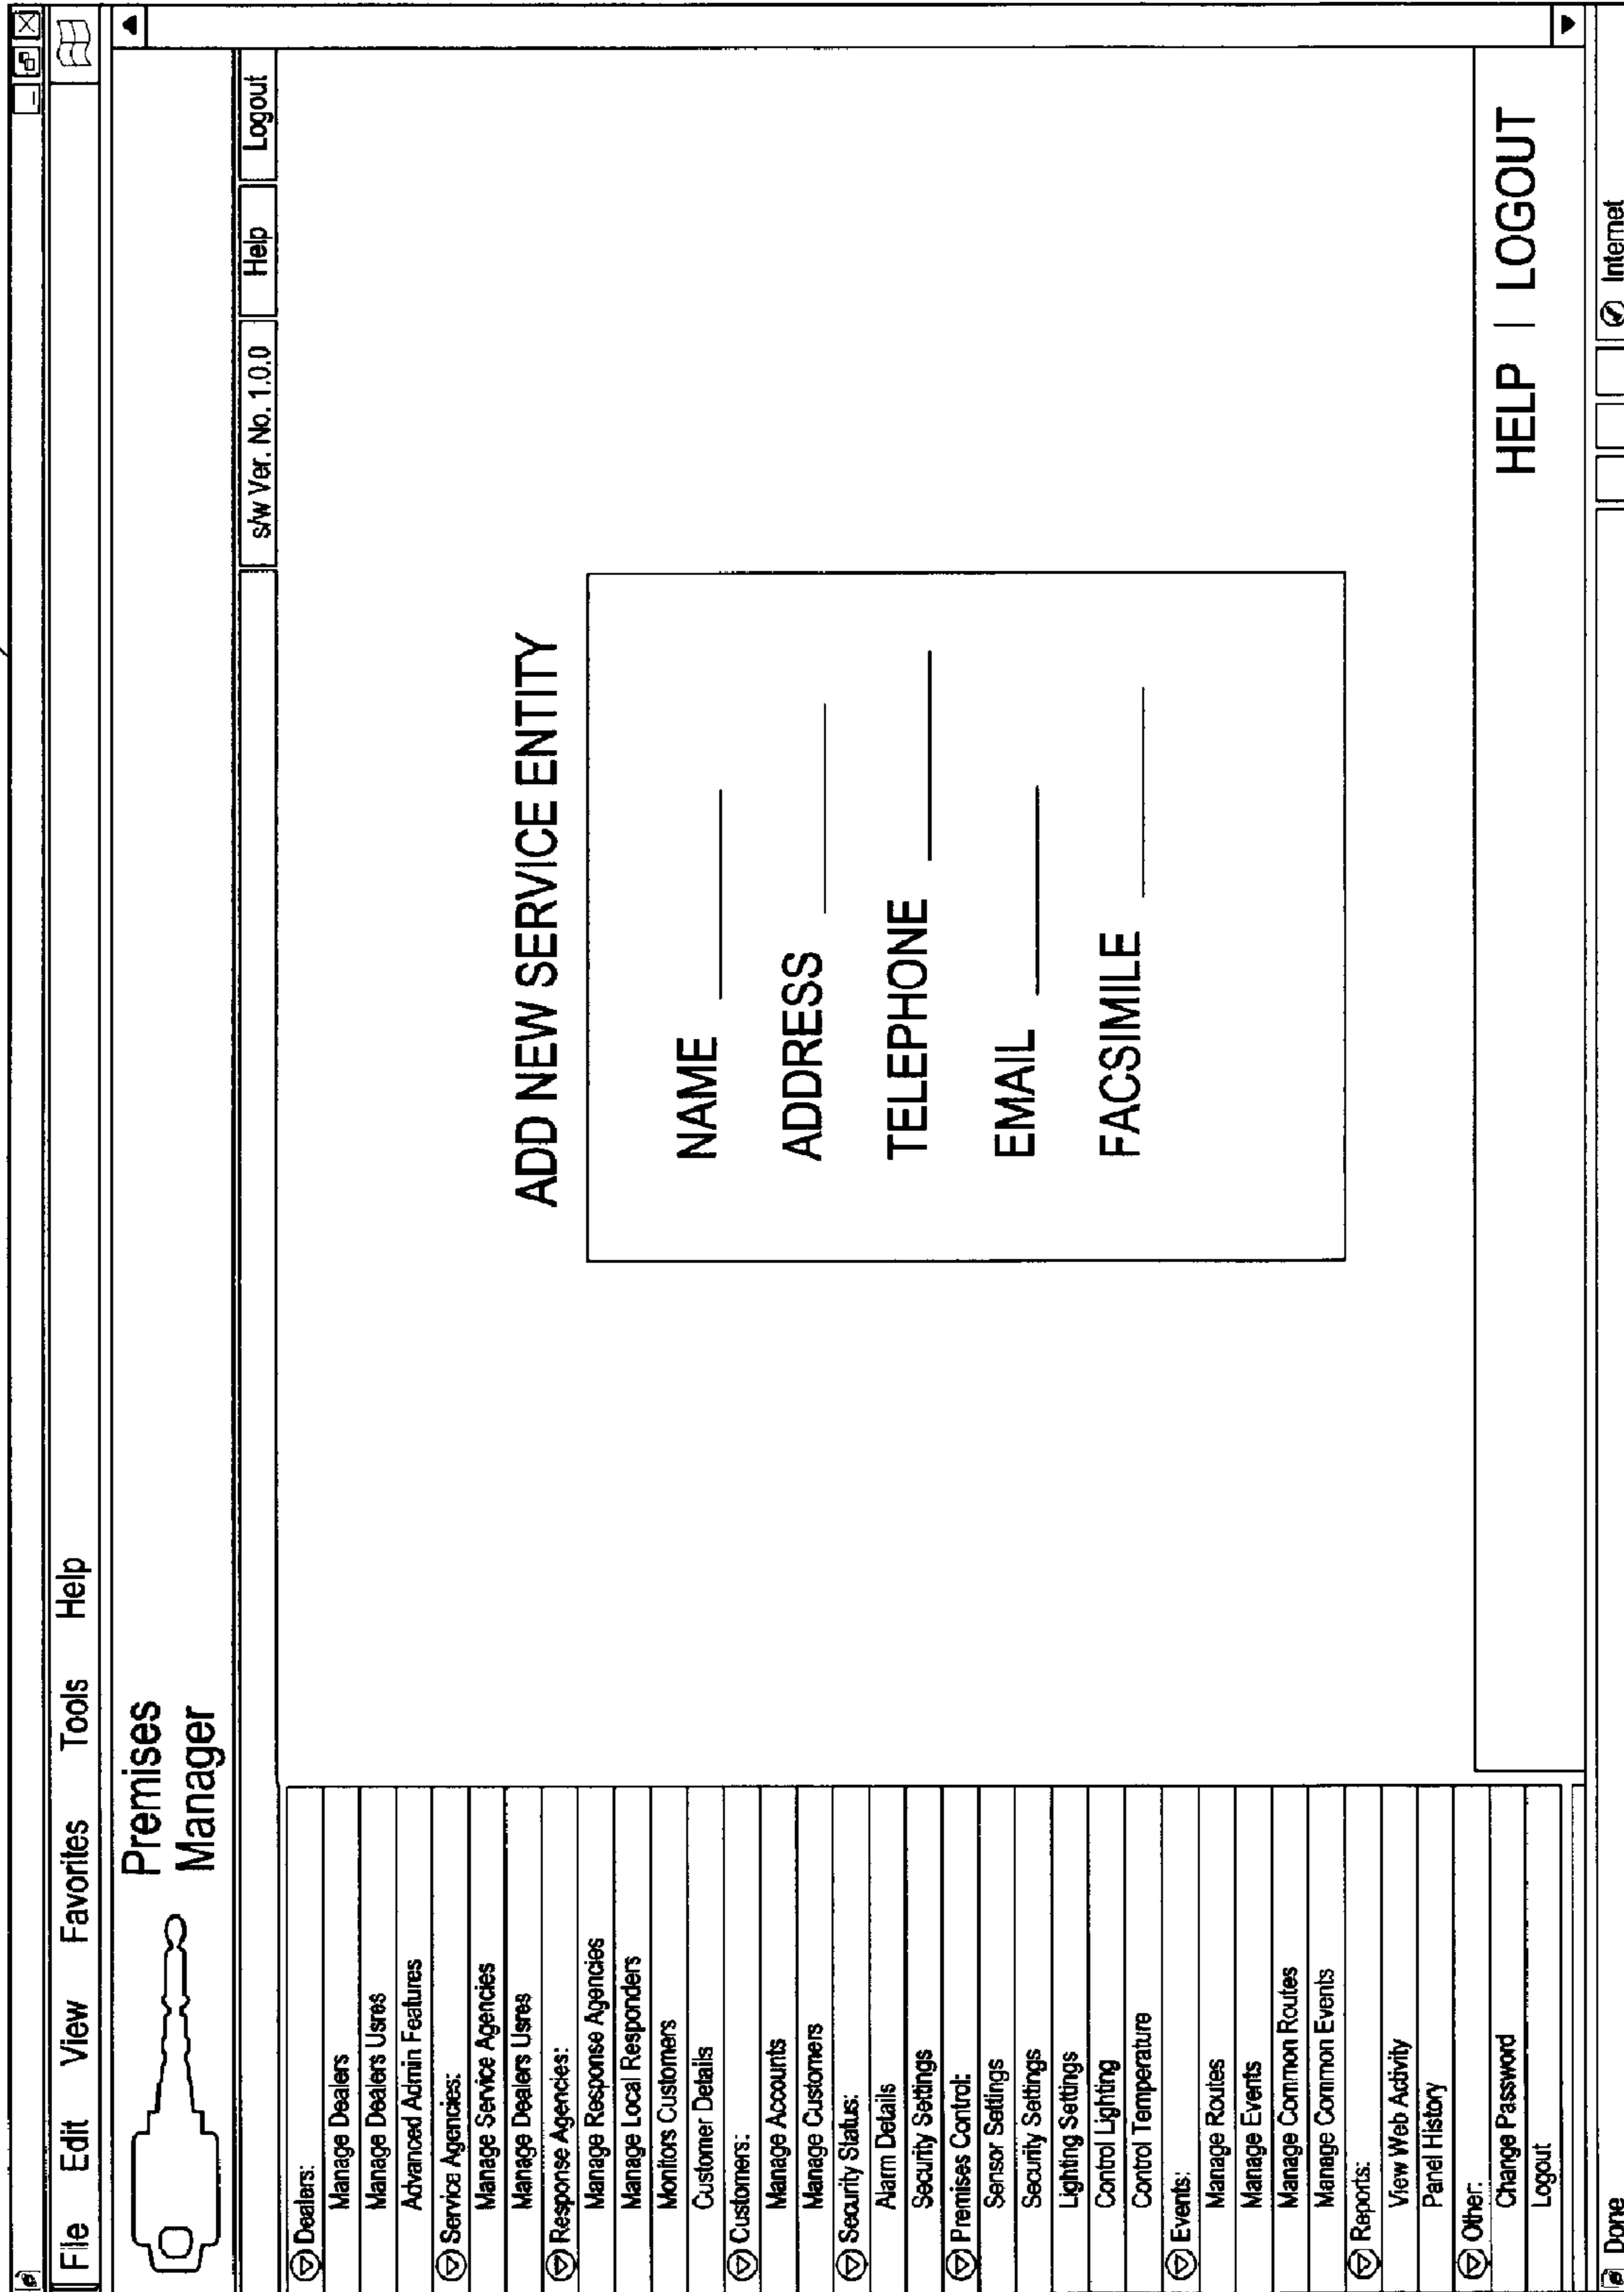 File Edit View Favorites Tools Help
Premises
Manager
s/w Ver. No. 1.0.0 Help Logout
Dealers:
Manage Dealers
Manage Dealers Usres
Advanced Admin Features
Service Agencies:
Manage Service Agencies
Manage Dealers Usres
Response Agencies:
Manage Response Agencies
Manage Local Responders
Monitors Customers
Customer Details
Customers:
Manage Accounts
Manage Customers
Security Status:
Alarm Details
Security Settings
Premises Control:
Sensor Settings
Security Settings
Lighting Settings
Control Lighting
Control Temperature
Events:
Manage Routes
Manage Events
Manage Common Routes
Manage Common Events
Reports:
View Web Activity
Panel History
Other:
Change Password
Logout
ADD NEW SERVICE ENTITY
NAME
ADDRESS
TELEPHONE
EMAIL
FACSIMILE
HELP | LOGOUT
Done Internet